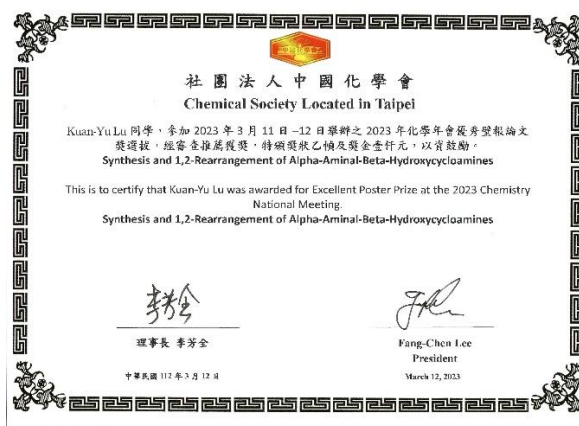 社團法人中國化學會
Chemical Society Located in Taipei
Kuan-Yu Lu 同學，參加 2023 年 3 月 11 日 –12 日舉辦之 2023 年化學年會優秀壁報論文
獎選拔，經審查推薦獲獎，特頒獎狀乙幀及獎金壹仟元，以資鼓勵。
Synthesis and 1,2-Rearrangement of Alpha-Aminal-Beta-Hydroxycycloamines
This is to certify that Kuan-Yu Lu was awarded for Excellent Poster Prize at the 2023 Chemistry
National Meeting.
Synthesis and 1,2-Rearrangement of Alpha-Aminal-Beta-Hydroxycycloamines
李芳全
理事長 李芳全
Fang-Chen Lee
President
中華民國 112 年 3 月 12 日
March 12, 2023